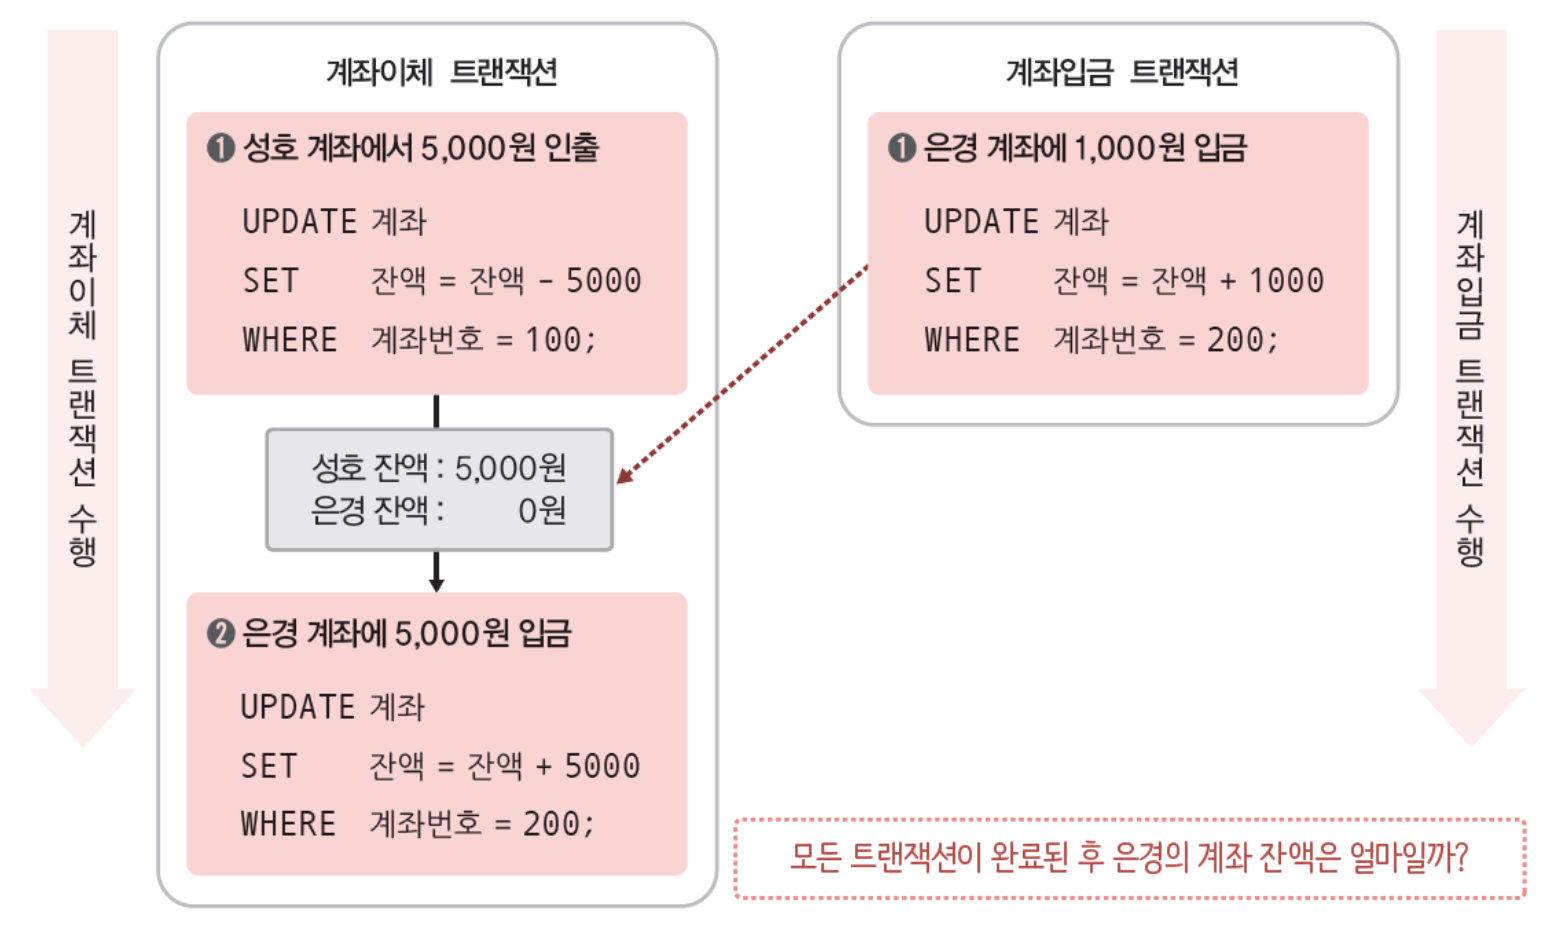 계좌이체 트랜잭션 수행
계좌이체 트랜잭션
❶ 성호 계좌에서 5,000원 인출
UPDATE 계좌
SET 잔액 = 잔액 - 5000
WHERE 계좌번호 = 100;
성호 잔액 : 5,000원
은경 잔액 : 0원
❷ 은경 계좌에 5,000원 입금
UPDATE 계좌
SET 잔액 = 잔액 + 5000
WHERE 계좌번호 = 200;
계좌입금 트랜잭션
❶ 은경 계좌에 1,000원 입금
UPDATE 계좌
SET 잔액 = 잔액 + 1000
WHERE 계좌번호 = 200;
계좌입금 트랜잭션 수행
모든 트랜잭션이 완료된 후 은경의 계좌 잔액은 얼마일까?